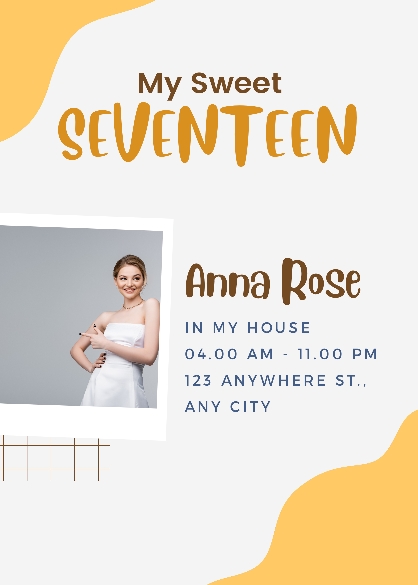 My Sweet
SEVENTEEN
Anna Rose
IN MY HOUSE
04.00 AM - 11.00 PM
123 ANYWHERE ST.,
ANY CITY